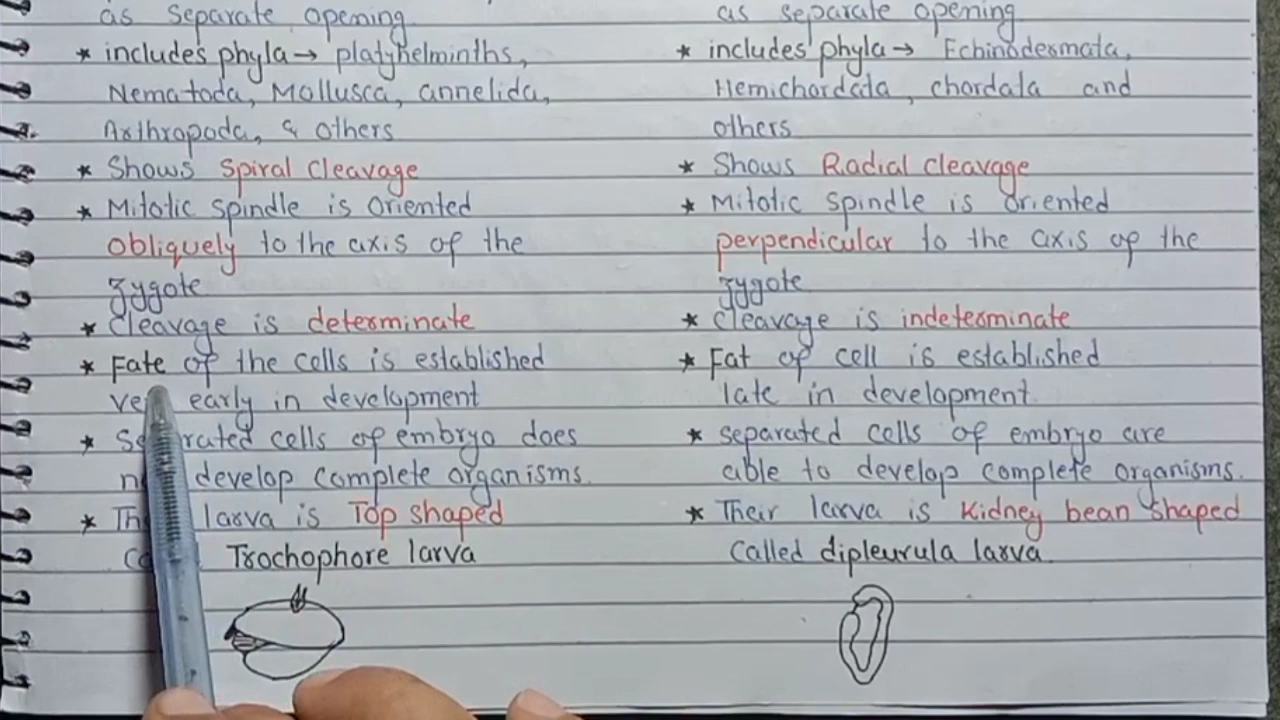 as separate opening
* includes phyla → platyhelminths,
Nematoda, Mollusca, annelida,
Arthropoda, & others
* Shows Spiral Cleavage
* Mitotic spindle is oriented
obliquely to the axis of the
zygote
* Cleavage is determinate
* Fate of the cells is established
early in development
cells of embryo does
develop complete organisms.
* larva is Top shaped
Trochophore larva
as separate opening
* includes phyla → Echinodermata,
Hemichordata, chordata and
others
* Shows Radial cleavage
* Mitotic spindle is oriented
perpendicular to the axis of the
zygote
* Cleavage is indeterminate
* Fat of cell is established
late in development
* separated cells of embryo are
able to develop complete organisms.
* Their larva is Kidney bean shaped
Called dipleurula larva